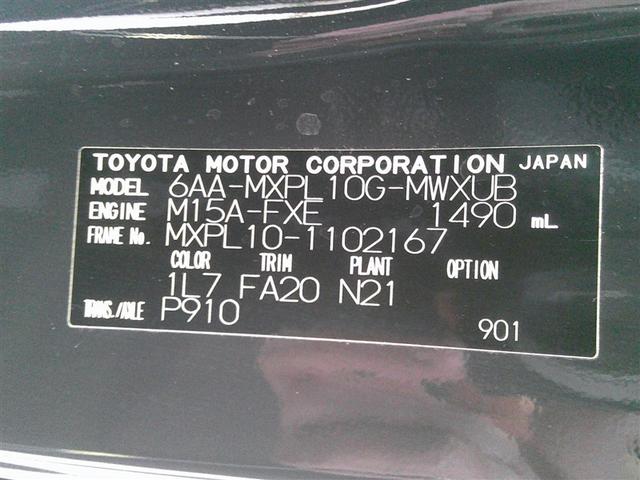 TOYOTA MOTOR CORPORATION JAPAN
MODEL 6AA-MXPL10G-MWXUB
ENGINE M15A-FXE 1490 mL
FRAME No. MXPL10-1102167
COLOR TRIM PLANT OPTION
1L7 FA20 N21
TRANS./AXLE P910
901